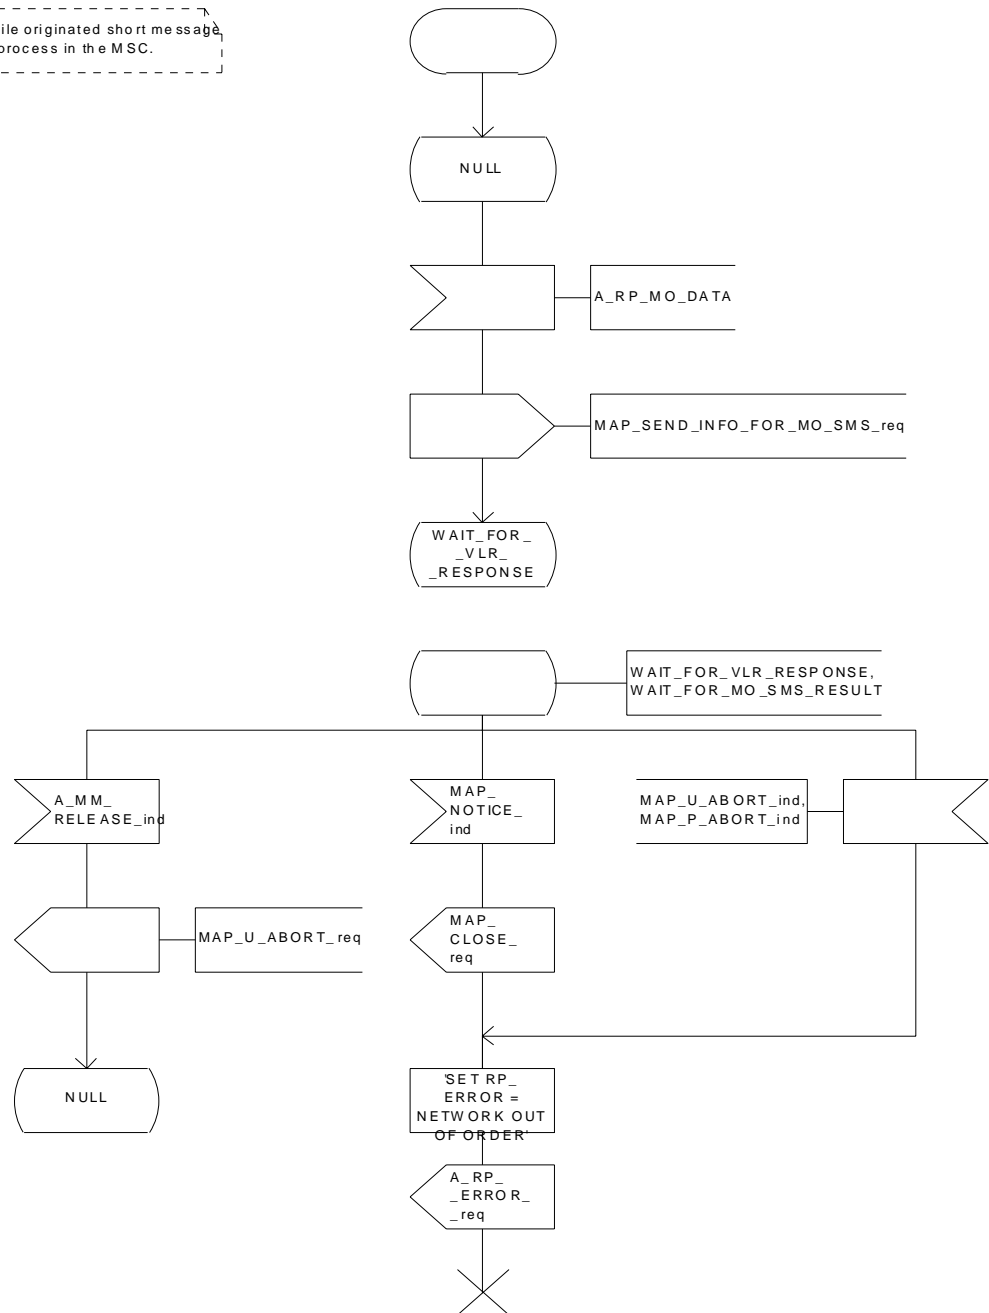 ile originated short message
process in the MSC.
NULL
A_RP_MO_DATA
MAP_SEND_INFO_FOR_MO_SMS_req
WAIT_FOR_
_VLR_
_RESPONSE
WAIT_FOR_VLR_RESPONSE,
WAIT_FOR_MO_SMS_RESULT
A_MM_
RELEASE_ind
MAP_
NOTICE_
ind
MAP_U_ABORT_ind,
MAP_P_ABORT_ind
MAP_U_ABORT_req
MAP_
CLOSE_
req
NULL
'SET RP_
ERROR =
NETWORK OUT
OF ORDER'
A_RP_
_ERROR_
_req